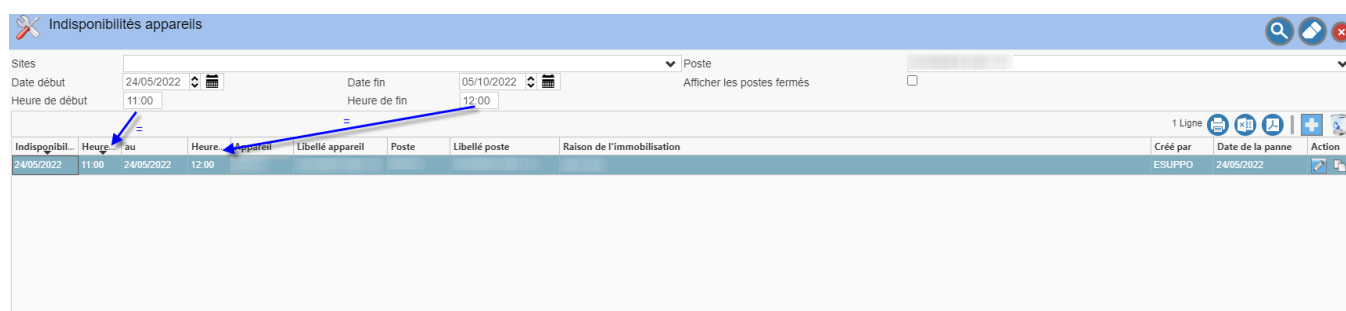 Indisponibilités appareils
Sites Poste
Date début 24/05/2022 Date fin 05/10/2022 Afficher les postes fermés
Heure de début 11:00 Heure de fin 12:00
= =
1 Ligne
Indisponibil... Heure... au Heure... Appareil Libellé appareil Poste Libellé poste Raison de l'immobilisation Créé par Date de la panne Action
24/05/2022 11:00 24/05/2022 12:00 ESUPPO 24/05/2022